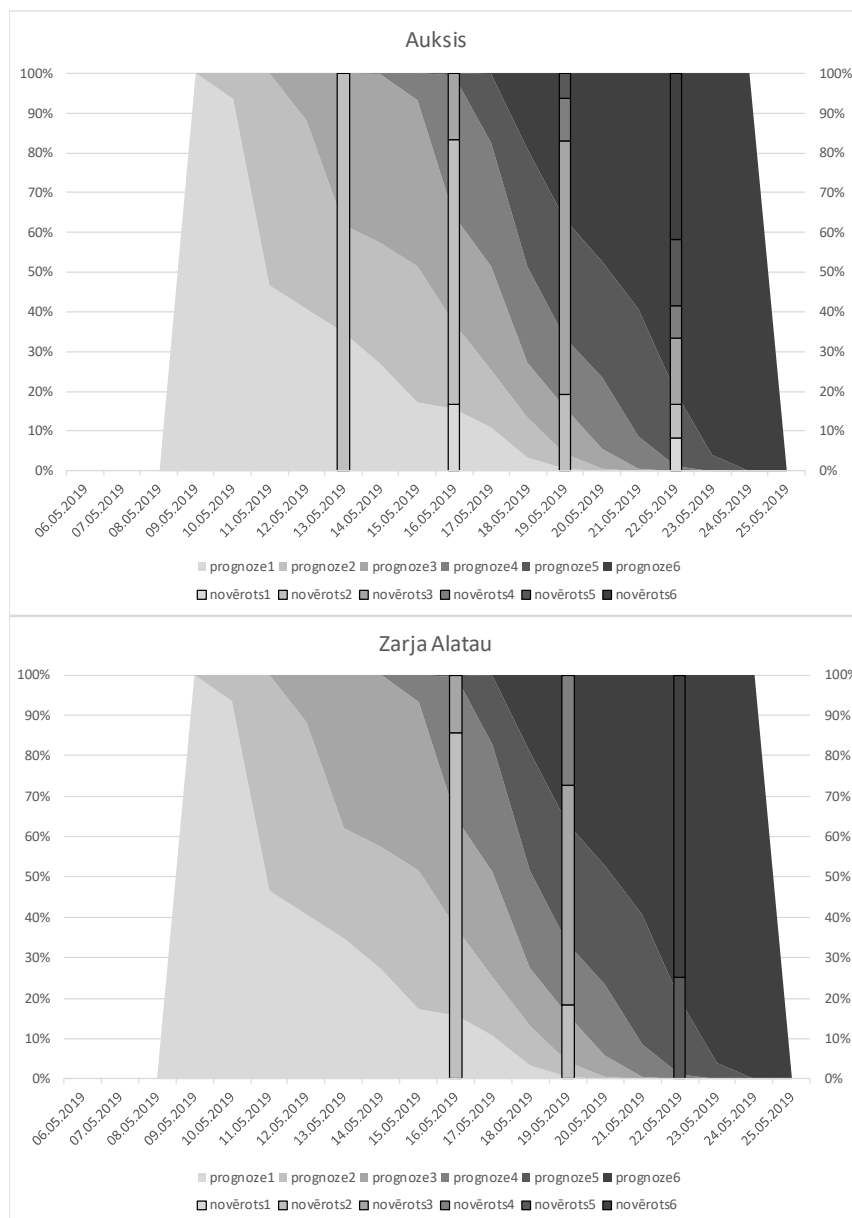 Auksis
100% 100%
90% 90%
80% 80%
70% 70%
60% 60%
50% 50%
40% 40%
30% 30%
20% 20%
10% 10%
0% 0%
06.05.2019 07.05.2019 08.05.2019 09.05.2019 10.05.2019 11.05.2019 12.05.2019 13.05.2019 14.05.2019 15.05.2019 16.05.2019 17.05.2019 18.05.2019 19.05.2019 20.05.2019 21.05.2019 22.05.2019 23.05.2019 24.05.2019 25.05.2019
prognoze1 prognoze2 prognoze3 prognoze4 prognoze5 prognoze6
novērots1 novērots2 novērots3 novērots4 novērots5 novērots6
Zarja Alatau
100% 100%
90% 90%
80% 80%
70% 70%
60% 60%
50% 50%
40% 40%
30% 30%
20% 20%
10% 10%
0% 0%
06.05.2019 07.05.2019 08.05.2019 09.05.2019 10.05.2019 11.05.2019 12.05.2019 13.05.2019 14.05.2019 15.05.2019 16.05.2019 17.05.2019 18.05.2019 19.05.2019 20.05.2019 21.05.2019 22.05.2019 23.05.2019 24.05.2019 25.05.2019
prognoze1 prognoze2 prognoze3 prognoze4 prognoze5 prognoze6
novērots1 novērots2 novērots3 novērots4 novērots5 novērots6